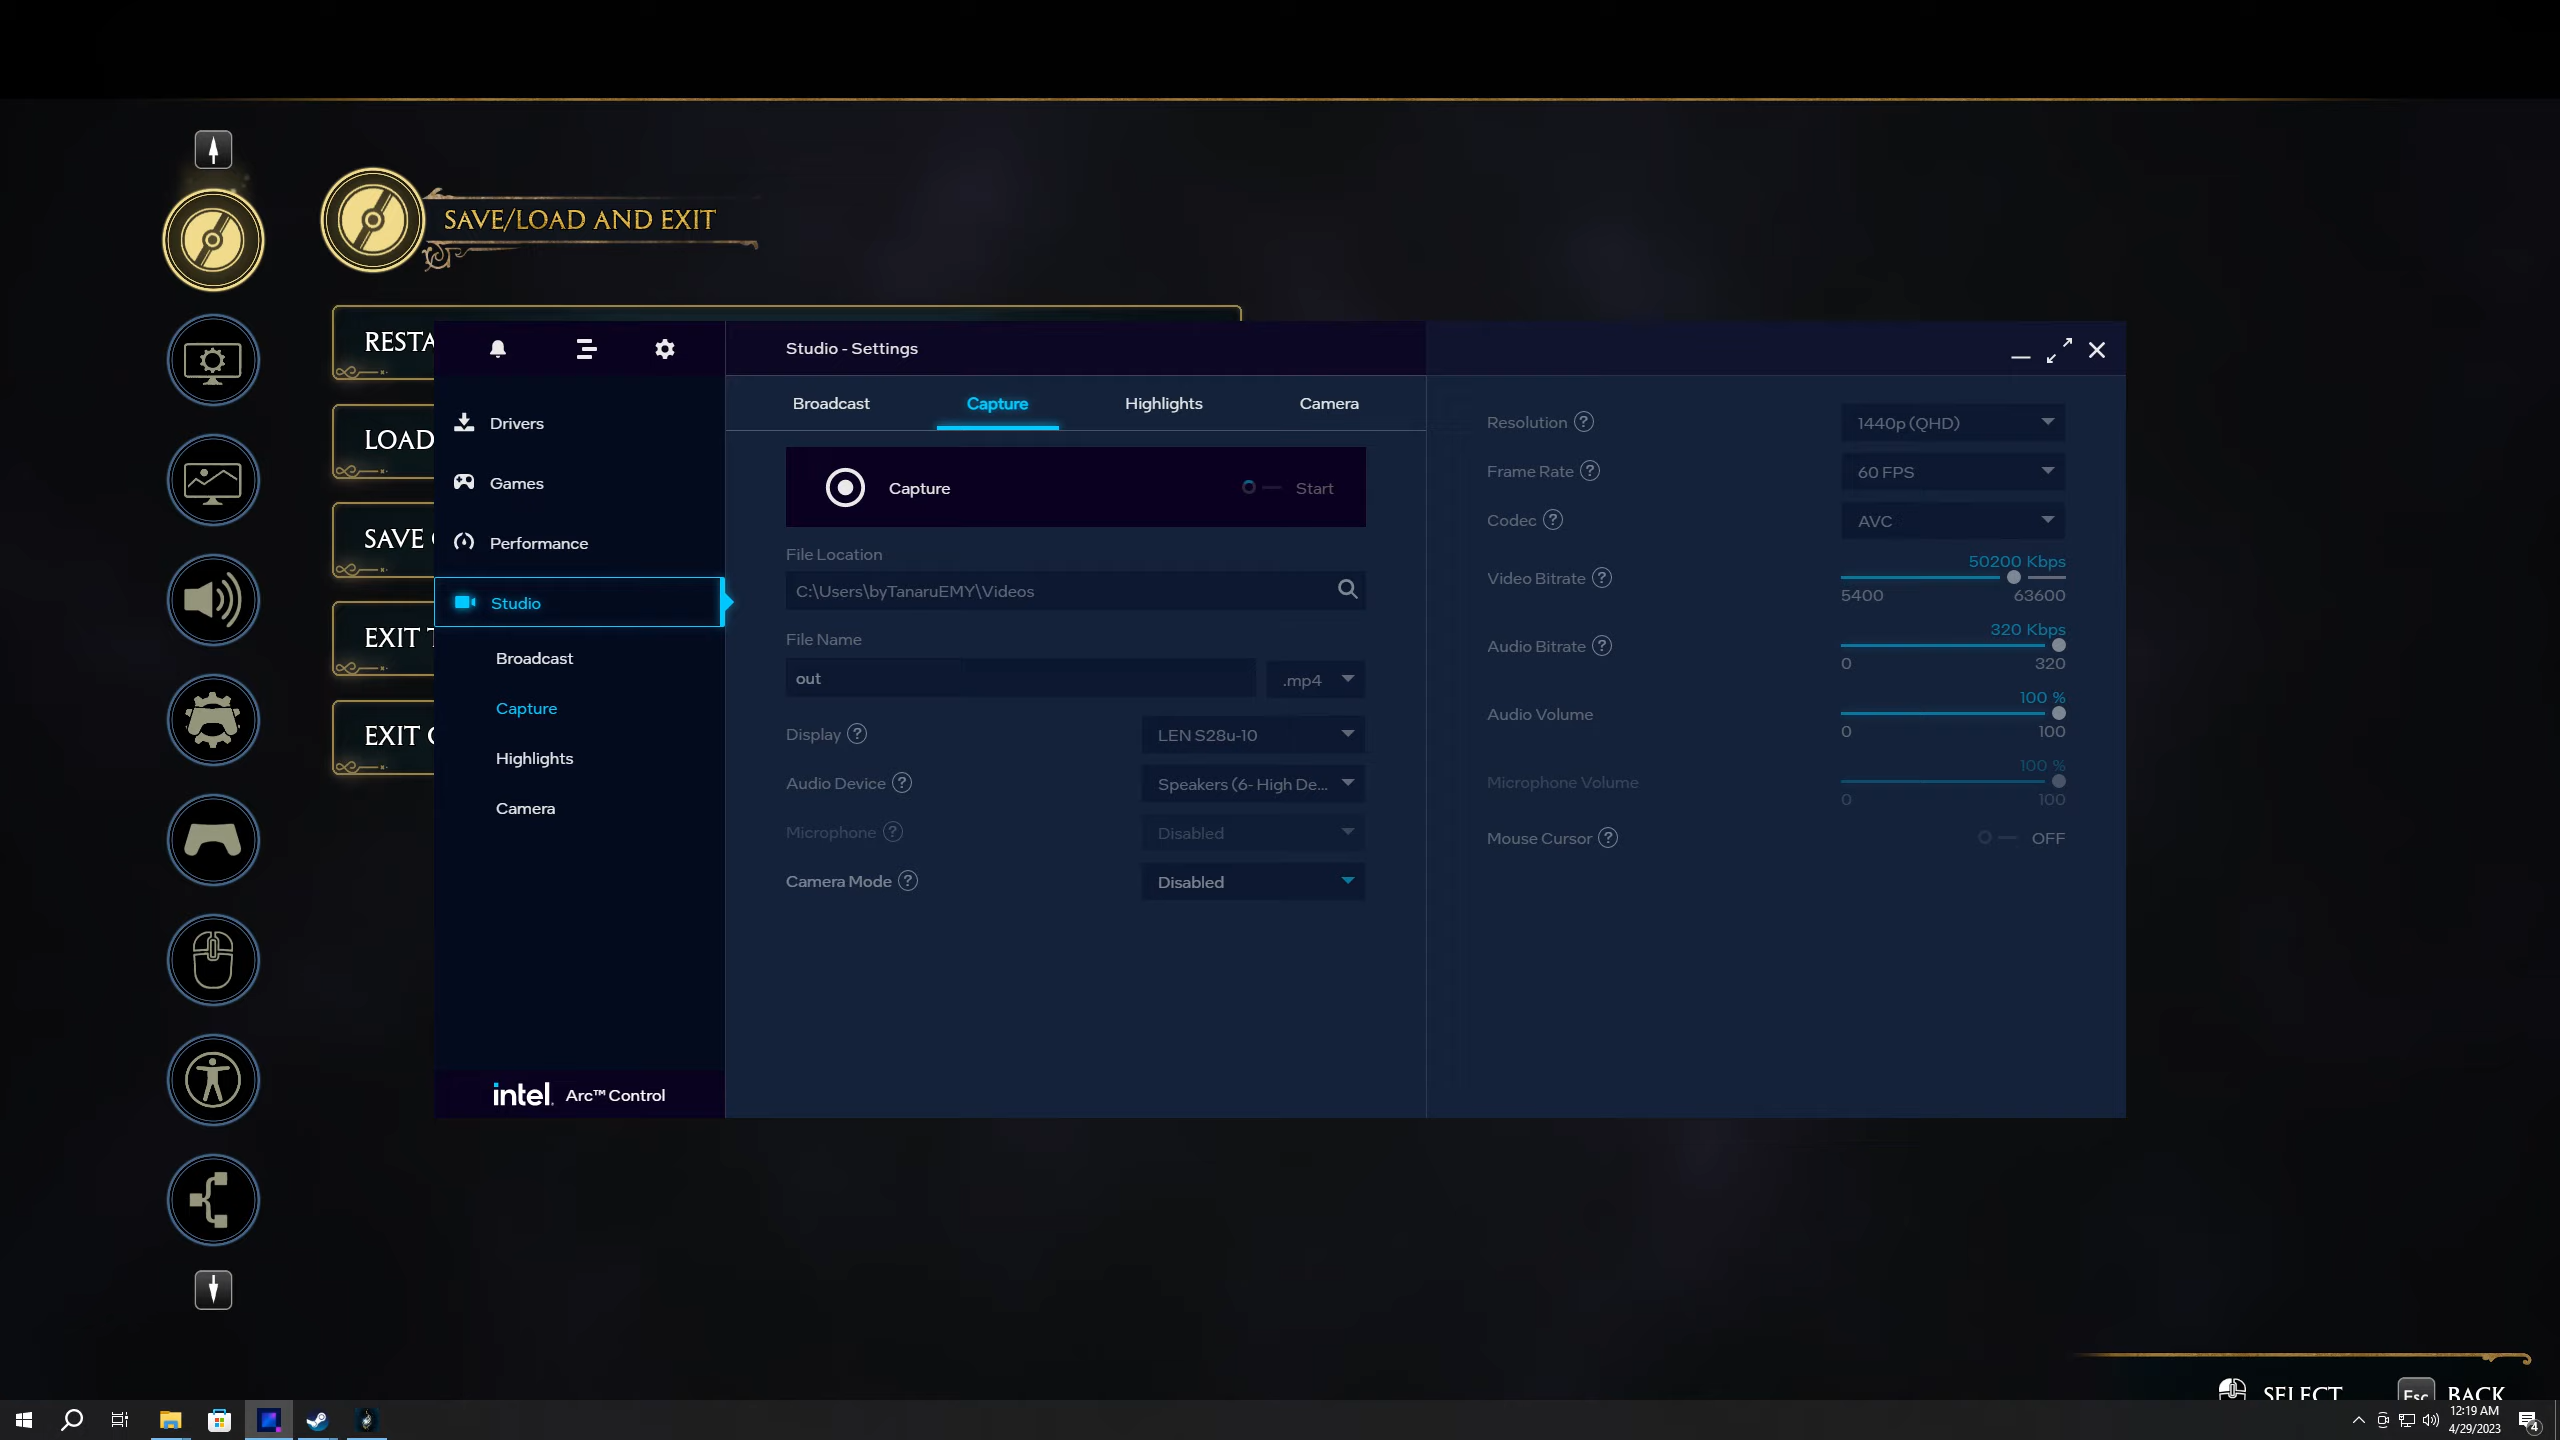 SAVE/LOAD AND EXIT
RESTA
LOAD
SAVE
EXIT
EXIT
Studio - Settings
Drivers
Games
Performance
Studio
Broadcast
Capture
Highlights
Camera
intel. Arc™ Control
Broadcast Capture Highlights Camera
Capture Start
File Location
C:\Users\byTanaruEMY\Videos
File Name
out .mp4
Display ? LEN S28u-10
Audio Device ? Speakers (6- High De...
Microphone ? Disabled
Camera Mode ? Disabled
Resolution ? 1440p (QHD)
Frame Rate ? 60 FPS
Codec ? AVC
50200 Kbps
Video Bitrate ?
5400 63600
320 Kbps
Audio Bitrate ?
0 320
100 %
Audio Volume
0 100
100 %
Microphone Volume
0 100
Mouse Cursor ? OFF
SELECT Esc BACK
12:19 AM
4/29/2023
4